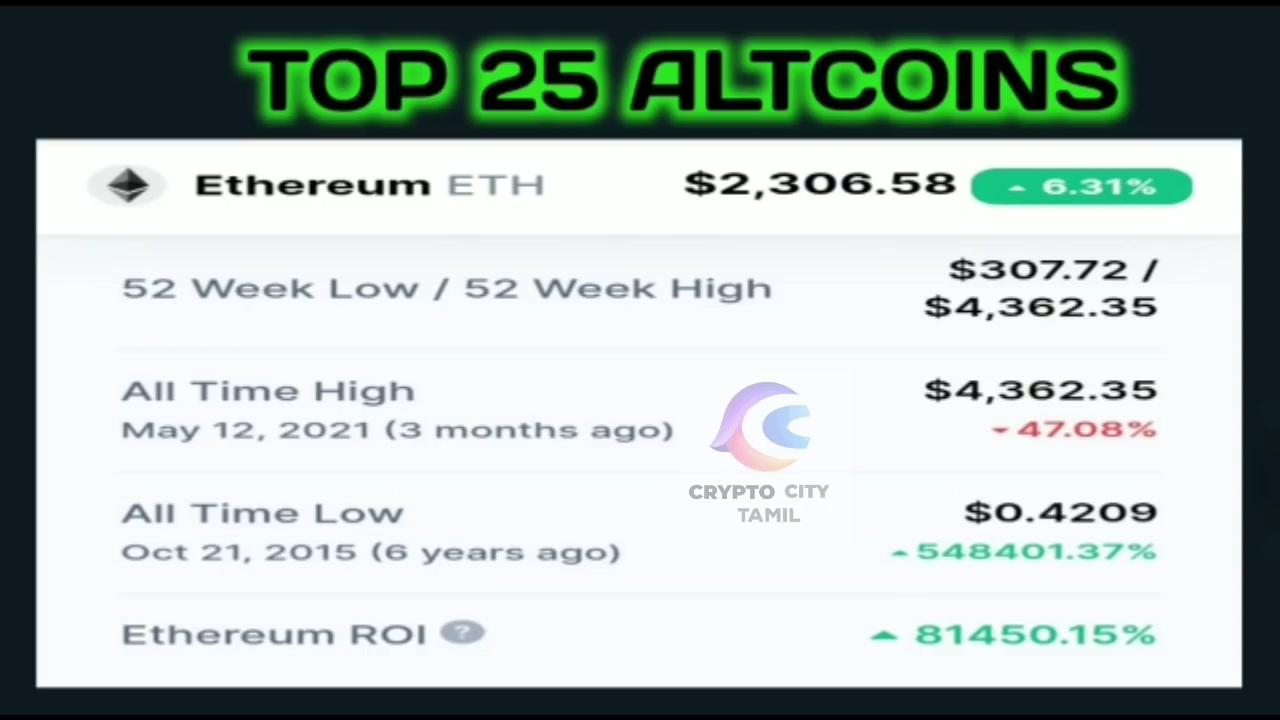 TOP 25 ALTCOINS
Ethereum ETH $2,306.58 6.31%
52 Week Low / 52 Week High $307.72 /
$4,362.35
All Time High $4,362.35
May 12, 2021 (3 months ago) 47.08%
CRYPTO CITY
TAMIL
All Time Low $0.4209
Oct 21, 2015 (6 years ago) 548401.37%
Ethereum ROI ? 81450.15%